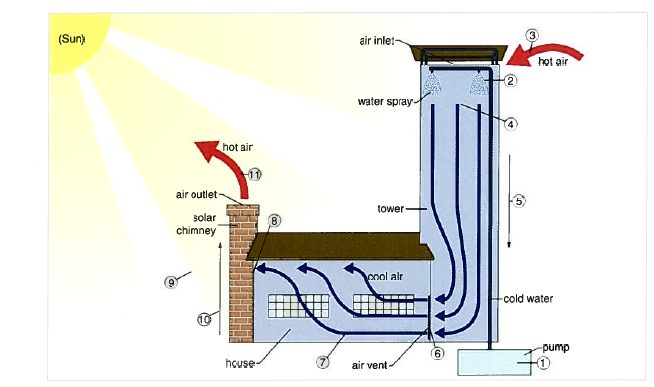 (Sun)
air inlet
3
hot air
2
water spray
4
hot air
11
air outlet
5
solar
chimney
tower
8
cool air
9
cold water
10
house
7
air vent
6
pump
1